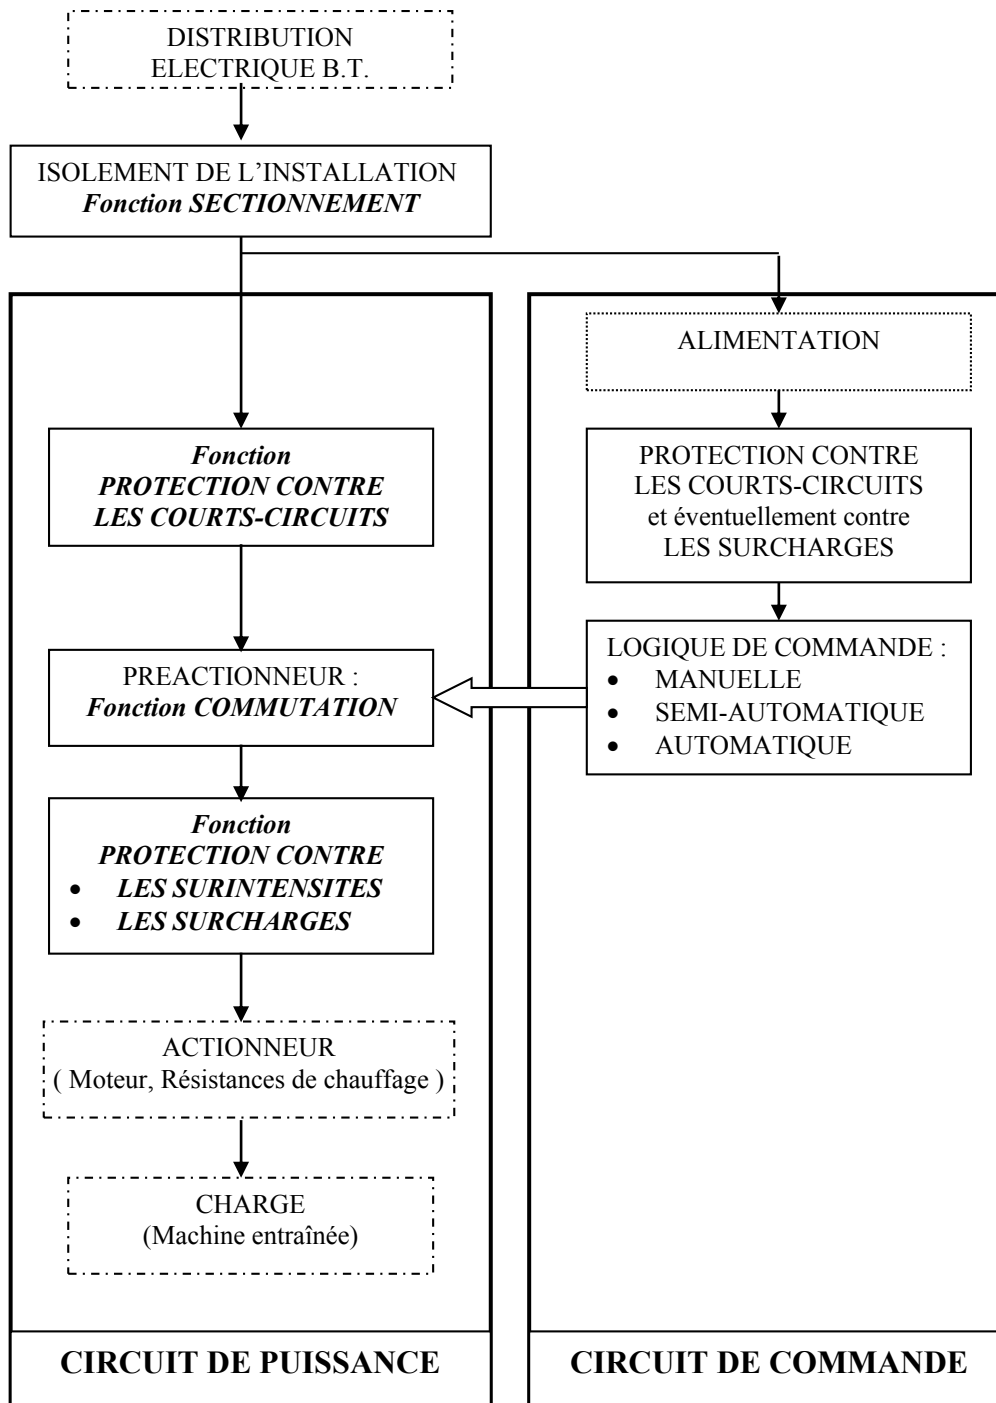 DISTRIBUTION
ELECTRIQUE B.T.
ISOLEMENT DE L'INSTALLATION
Fonction SECTIONNEMENT
Fonction
PROTECTION CONTRE
LES COURTS-CIRCUITS
PREACTIONNEUR :
Fonction COMMUTATION
Fonction
PROTECTION CONTRE
• LES SURINTENSITES
• LES SURCHARGES
ACTIONNEUR
( Moteur, Résistances de chauffage )
CHARGE
(Machine entraînée)
CIRCUIT DE PUISSANCE
ALIMENTATION
PROTECTION CONTRE
LES COURTS-CIRCUITS
et éventuellement contre
LES SURCHARGES
LOGIQUE DE COMMANDE :
• MANUELLE
• SEMI-AUTOMATIQUE
• AUTOMATIQUE
CIRCUIT DE COMMANDE